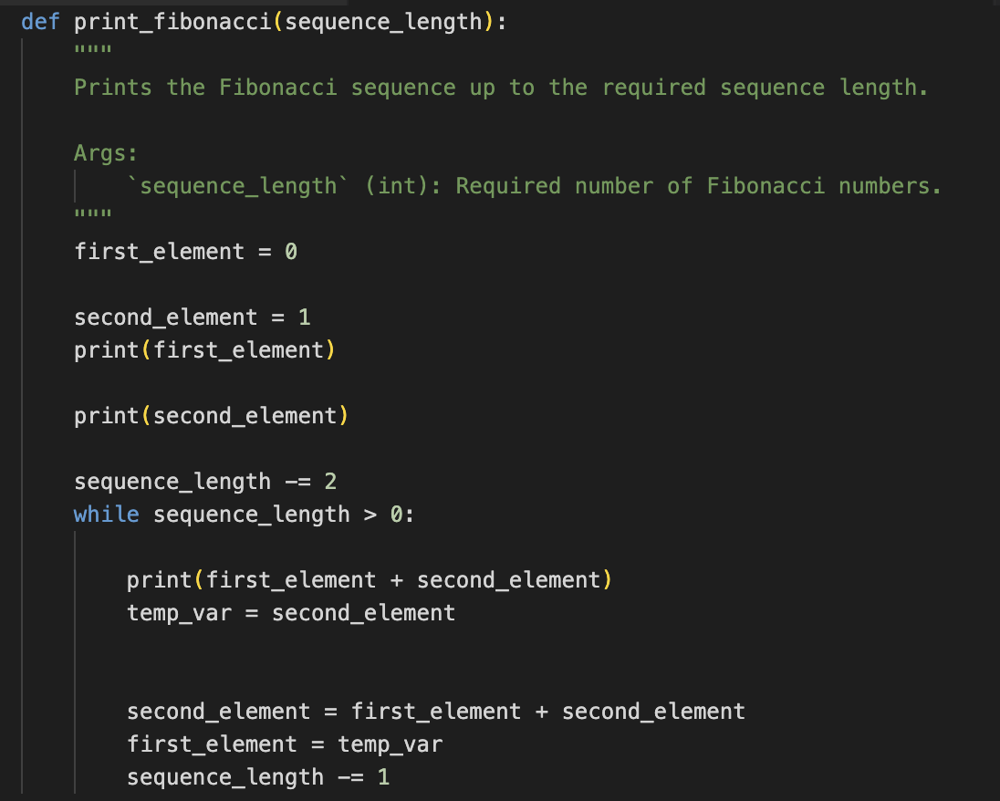 def print_fibonacci(sequence_length):
    """
    Prints the Fibonacci sequence up to the required sequence length.

    Args:
        `sequence_length` (int): Required number of Fibonacci numbers.
    """
    first_element = 0

    second_element = 1
    print(first_element)

    print(second_element)

    sequence_length -= 2
    while sequence_length > 0:

        print(first_element + second_element)
        temp_var = second_element


        second_element = first_element + second_element
        first_element = temp_var
        sequence_length -= 1